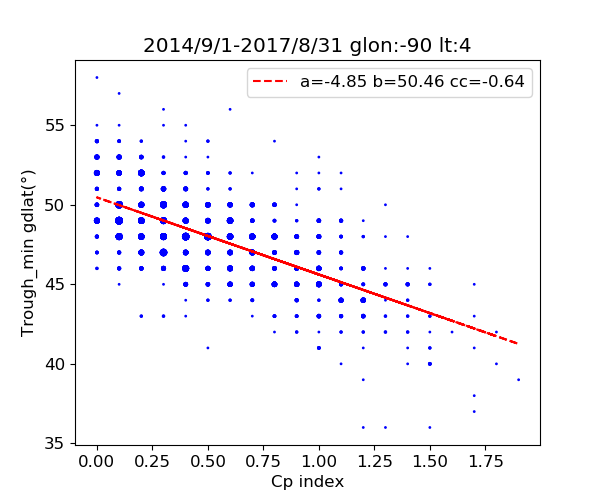 2014/9/1-2017/8/31 glon:-90 lt:4
a=-4.85 b=50.46 cc=-0.64
Trough_min gdlat(°)
55
50
45
40
35
0.00 0.25 0.50 0.75 1.00 1.25 1.50 1.75
Cp index